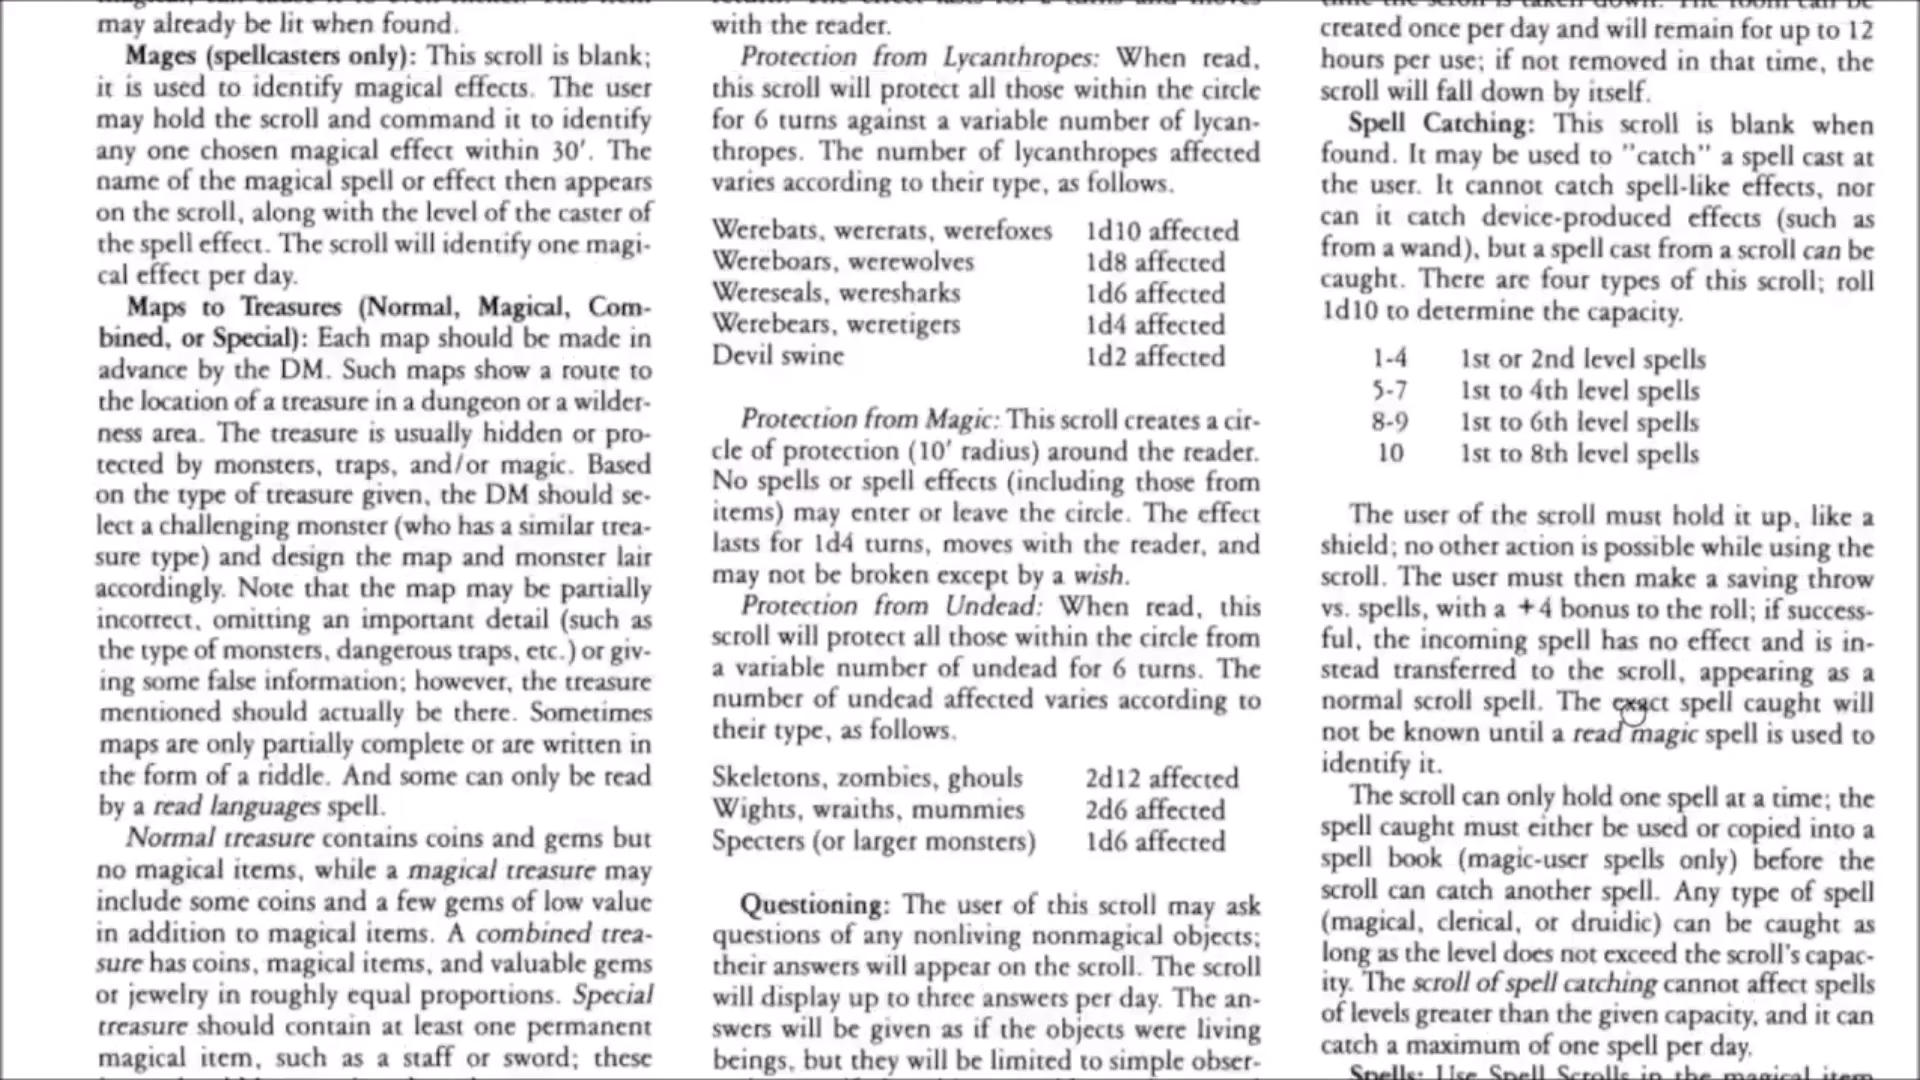 may already be lit when found.
Mages (spellcasters only): This scroll is blank;
it is used to identify magical effects. The user
may hold the scroll and command it to identify
any one chosen magical effect within 30'. The
name of the magical spell or effect then appears
on the scroll, along with the level of the caster of
the spell effect. The scroll will identify one magi-
cal effect per day.
Maps to Treasures (Normal, Magical, Com-
bined, or Special): Each map should be made in
advance by the DM. Such maps show a route to
the location of a treasure in a dungeon or a wilder-
ness area. The treasure is usually hidden or pro-
tected by monsters, traps, and/or magic. Based
on the type of treasure given, the DM should se-
lect a challenging monster (who has a similar trea-
sure type) and design the map and monster lair
accordingly. Note that the map may be partially
incorrect, omitting an important detail (such as
the type of monsters, dangerous traps, etc.) or giv-
ing some false information; however, the treasure
mentioned should actually be there. Sometimes
maps are only partially complete or are written in
the form of a riddle. And some can only be read
by a read languages spell.
Normal treasure contains coins and gems but
no magical items, while a magical treasure may
include some coins and a few gems of low value
in addition to magical items. A combined trea-
sure has coins, magical items, and valuable gems
or jewelry in roughly equal proportions. Special
treasure should contain at least one permanent
magical item, such as a staff or sword; these
with the reader.
Protection from Lycanthropes: When read,
this scroll will protect all those within the circle
for 6 turns against a variable number of lycan-
thropes. The number of lycanthropes affected
varies according to their type, as follows.
Werebats, wererats, werefoxes 1d10 affected
Wereboars, werewolves 1d8 affected
Wereseals, weresharks 1d6 affected
Werebears, weretigers 1d4 affected
Devil swine 1d2 affected
Protection from Magic: This scroll creates a cir-
cle of protection (10' radius) around the reader.
No spells or spell effects (including those from
items) may enter or leave the circle. The effect
lasts for 1d4 turns, moves with the reader, and
may not be broken except by a wish.
Protection from Undead: When read, this
scroll will protect all those within the circle from
a variable number of undead for 6 turns. The
number of undead affected varies according to
their type, as follows.
Skeletons, zombies, ghouls 2d12 affected
Wights, wraiths, mummies 2d6 affected
Specters (or larger monsters) 1d6 affected
Questioning: The user of this scroll may ask
questions of any nonliving nonmagical objects;
their answers will appear on the scroll. The scroll
will display up to three answers per day. The an-
swers will be given as if the objects were living
beings, but they will be limited to simple obser-
created once per day and will remain for up to 12
hours per use; if not removed in that time, the
scroll will fall down by itself.
Spell Catching: This scroll is blank when
found. It may be used to "catch" a spell cast at
the user. It cannot catch spell-like effects, nor
can it catch device-produced effects (such as
from a wand), but a spell cast from a scroll can be
caught. There are four types of this scroll; roll
1d10 to determine the capacity.
1-4 1st or 2nd level spells
5-7 1st to 4th level spells
8-9 1st to 6th level spells
10 1st to 8th level spells
The user of the scroll must hold it up, like a
shield; no other action is possible while using the
scroll. The user must then make a saving throw
vs. spells, with a +4 bonus to the roll; if success-
ful, the incoming spell has no effect and is in-
stead transferred to the scroll, appearing as a
normal scroll spell. The exact spell caught will
not be known until a read magic spell is used to
identify it.
The scroll can only hold one spell at a time; the
spell caught must either be used or copied into a
spell book (magic-user spells only) before the
scroll can catch another spell. Any type of spell
(magical, clerical, or druidic) can be caught as
long as the level does not exceed the scroll's capac-
ity. The scroll of spell catching cannot affect spells
of levels greater than the given capacity, and it can
catch a maximum of one spell per day.
Spells: Use Spell Scrolls in the magical item